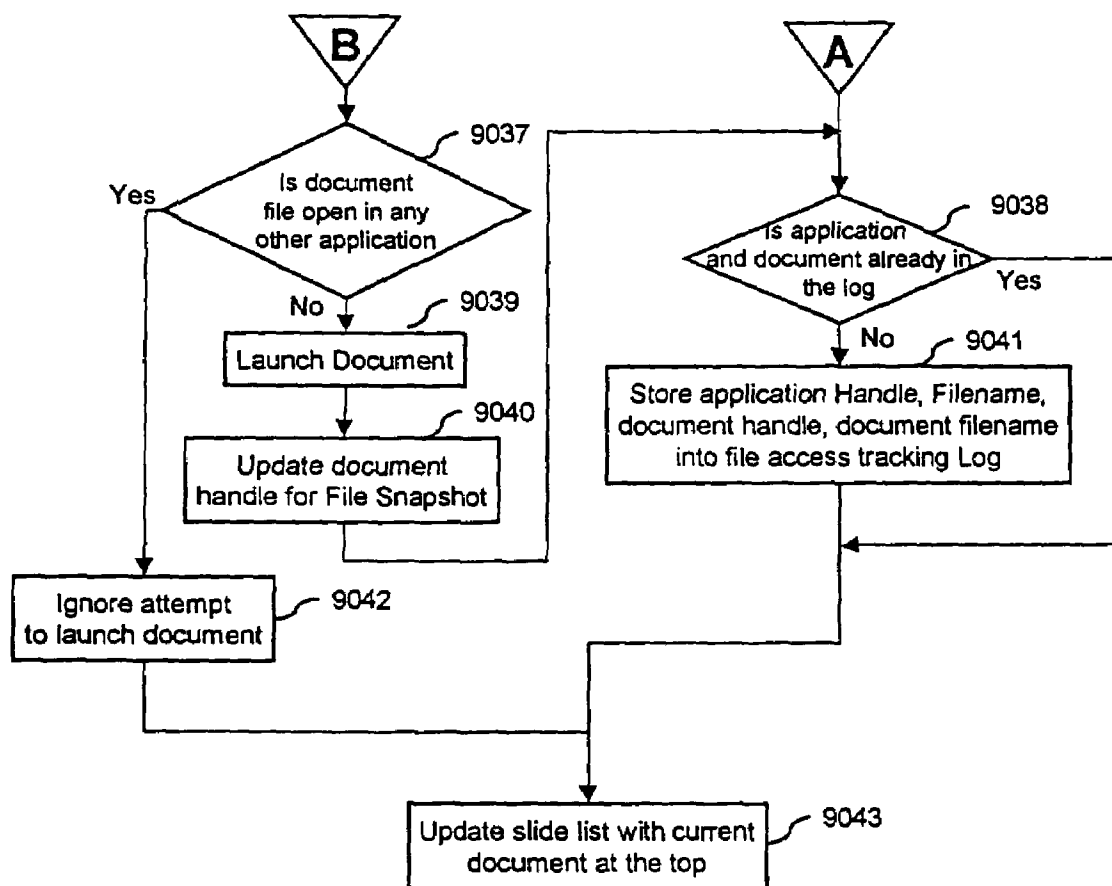 B
A
9037
Is document
file open in any
other application
Yes
No
9038
Is application
and document already in
the log
Yes
No
9039
Launch Document
9040
Update document
handle for File Snapshot
9041
Store application Handle, Filename,
document handle, document filename
into file access tracking Log
9042
Ignore attempt
to launch document
9043
Update slide list with current
document at the top